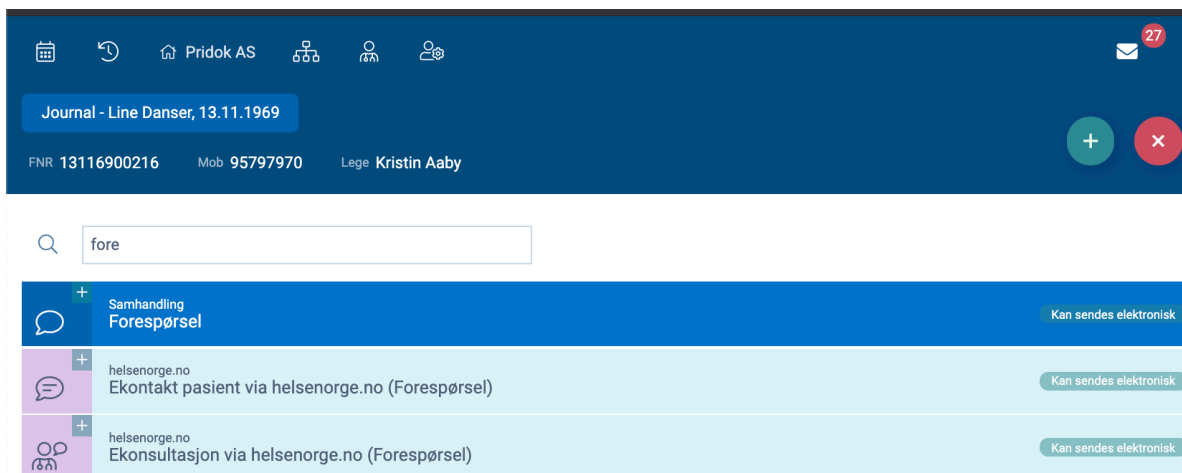 Pridok AS
27
Journal - Line Danser, 13.11.1969
FNR 13116900216 Mob 95797970 Lege Kristin Aaby
fore
Samhandling
Forespørsel
Kan sendes elektronisk
helsenorge.no
Ekontakt pasient via helsenorge.no (Forespørsel)
Kan sendes elektronisk
helsenorge.no
Ekonsultasjon via helsenorge.no (Forespørsel)
Kan sendes elektronisk